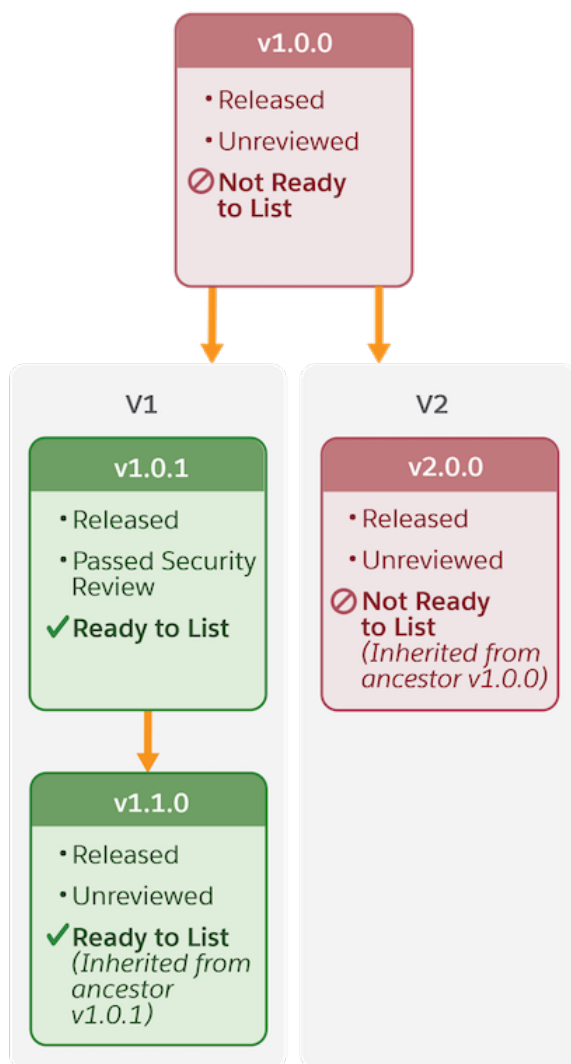 v1.0.0
• Released
• Unreviewed
Not Ready
to List
V1
v1.0.1
• Released
• Passed Security
Review
✓ Ready to List
v1.1.0
• Released
• Unreviewed
✓ Ready to List
(Inherited from
ancestor
v1.0.1)
V2
v2.0.0
• Released
• Unreviewed
Not Ready
to List
(Inherited from
ancestor v1.0.0)